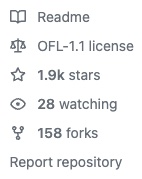 Readme
OFL-1.1 license
1.9k stars
28 watching
158 forks
Report repository